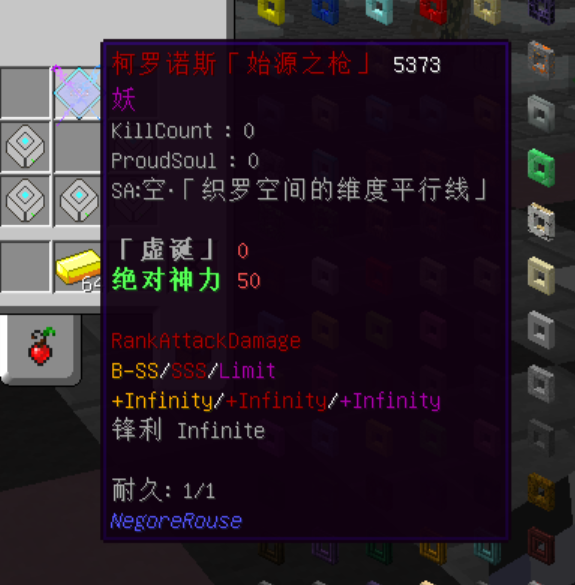 柯罗诺斯「始源之枪」 5373
妖
KillCount : 0
ProudSoul : 0
SA:空·「织罗空间的维度平行线」
「虚诞」 0
绝对神力 50
RankAttackDamage
B-SS/SSS/Limit
+Infinity/+Infinity/+Infinity
锋利 Infinite
64
耐久: 1/1
NegoreRouse